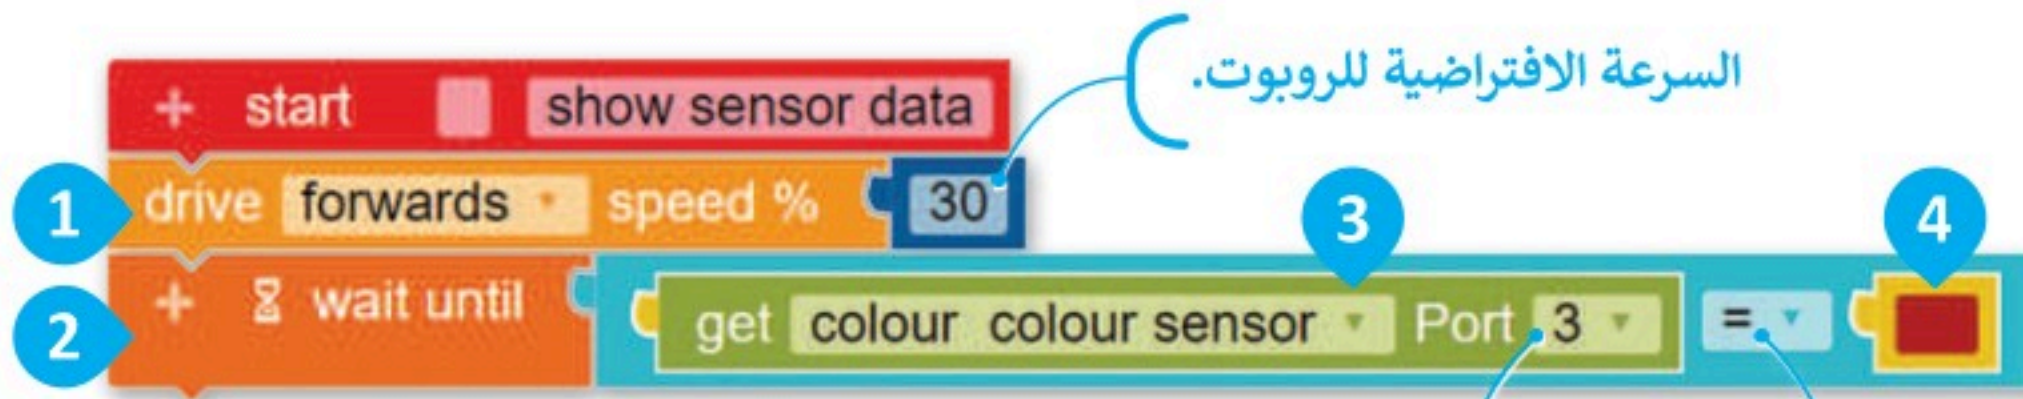 السرعة الافتراضية للروبوت.
+ start show sensor data
1 drive forwards speed % 30
3
4
2 + wait until get colour colour sensor Port 3 =